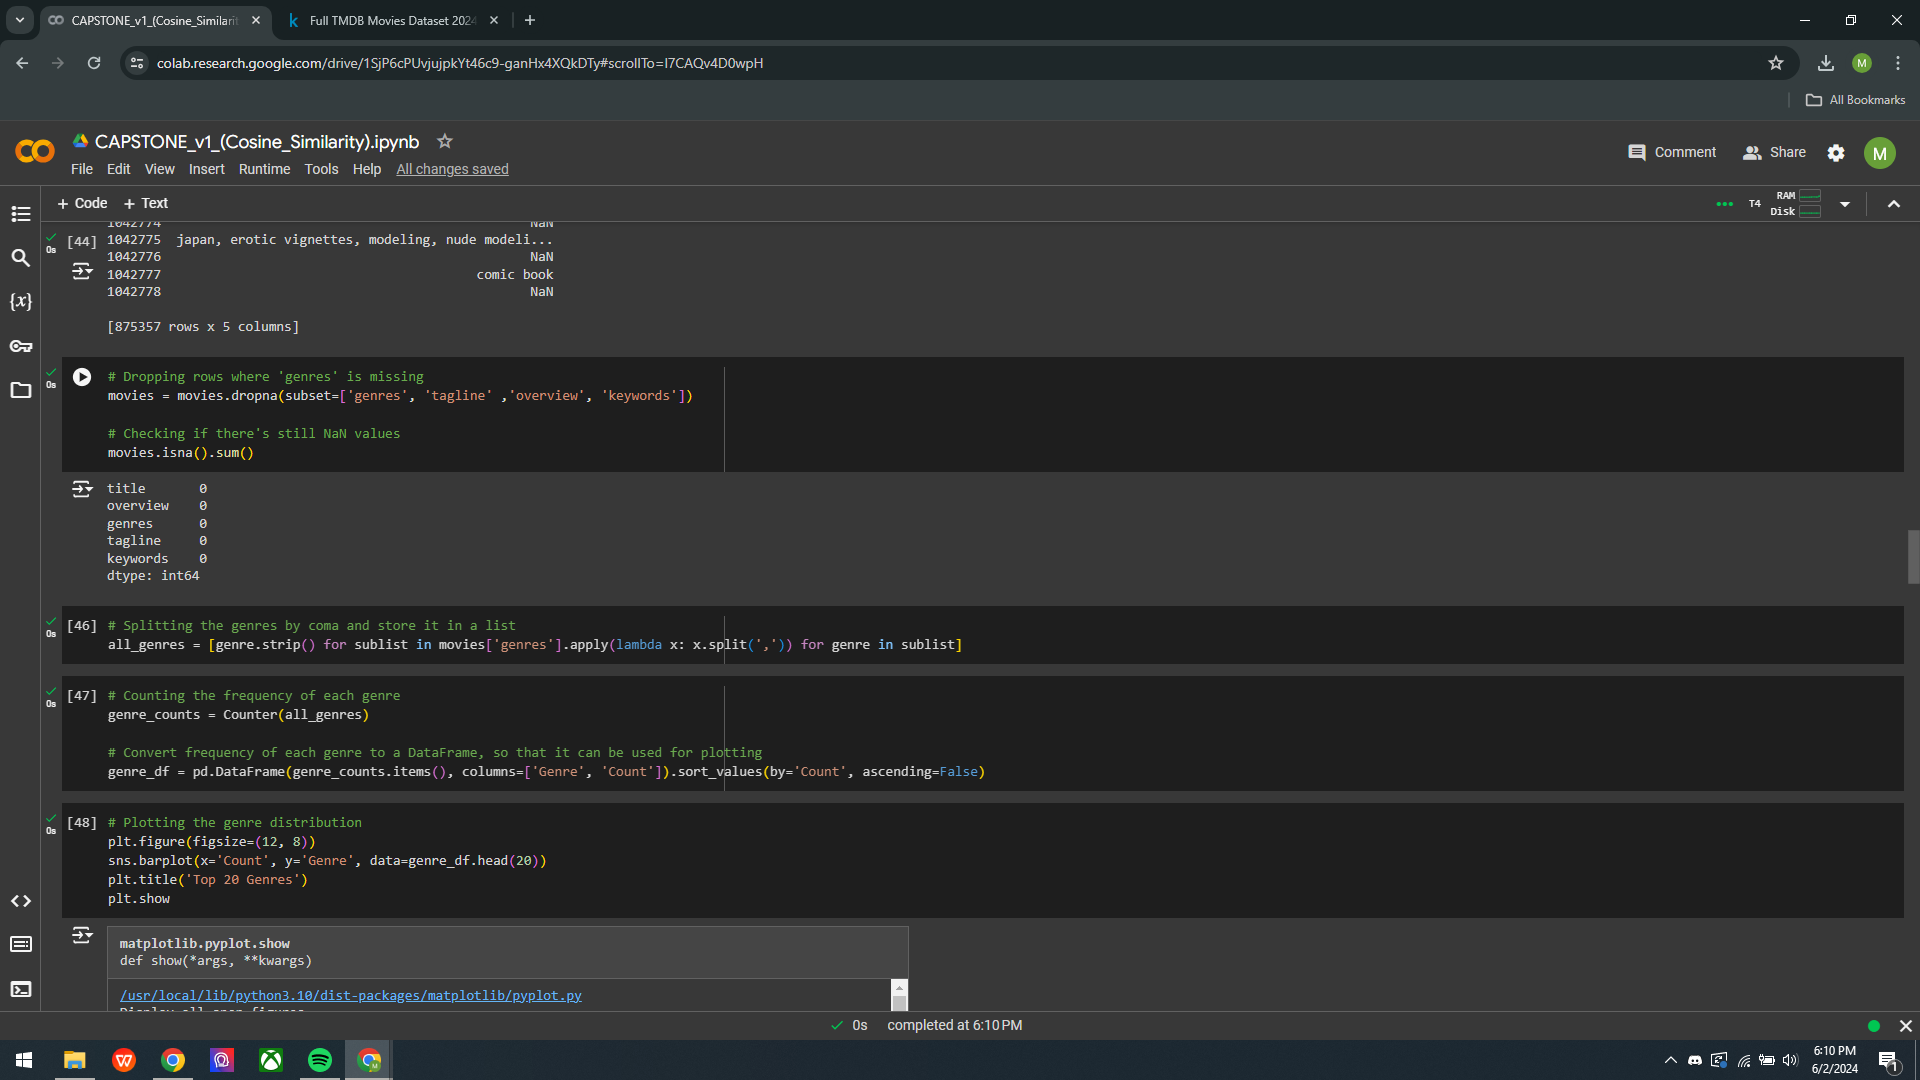 CAPSTONE_v1_(Cosine_Similarit
Full TMDB Movies Dataset 2024
colab.research.google.com/drive/1SjP6cPUvjujpkYt46c9-ganHx4XQkDTy#scrollTo=I7CAQv4D0wpH
M
All Bookmarks
CAPSTONE_v1_(Cosine_Similarity).ipynb
File Edit View Insert Runtime Tools Help All changes saved
Comment Share M
+ Code + Text
T4 RAM Disk
1042774 NaN
[44] 1042775 japan, erotic vignettes, modeling, nude modeli...
0s
1042776 NaN
1042777 comic book
1042778 NaN
[875357 rows x 5 columns]
0s
# Dropping rows where 'genres' is missing
movies = movies.dropna(subset=['genres', 'tagline' ,'overview', 'keywords'])
# Checking if there's still NaN values
movies.isna().sum()
title 0
overview 0
genres 0
tagline 0
keywords 0
dtype: int64
0s
[46] # Splitting the genres by coma and store it in a list
all_genres = [genre.strip() for sublist in movies['genres'].apply(lambda x: x.split(',')) for genre in sublist]
0s
[47] # Counting the frequency of each genre
genre_counts = Counter(all_genres)
# Convert frequency of each genre to a DataFrame, so that it can be used for plotting
genre_df = pd.DataFrame(genre_counts.items(), columns=['Genre', 'Count']).sort_values(by='Count', ascending=False)
0s
[48] # Plotting the genre distribution
plt.figure(figsize=(12, 8))
sns.barplot(x='Count', y='Genre', data=genre_df.head(20))
plt.title('Top 20 Genres')
plt.show
matplotlib.pyplot.show
def show(*args, **kwargs)
/usr/local/lib/python3.10/dist-packages/matplotlib/pyplot.py
Display all open figures
0s completed at 6:10 PM
6:10 PM
6/2/2024
1